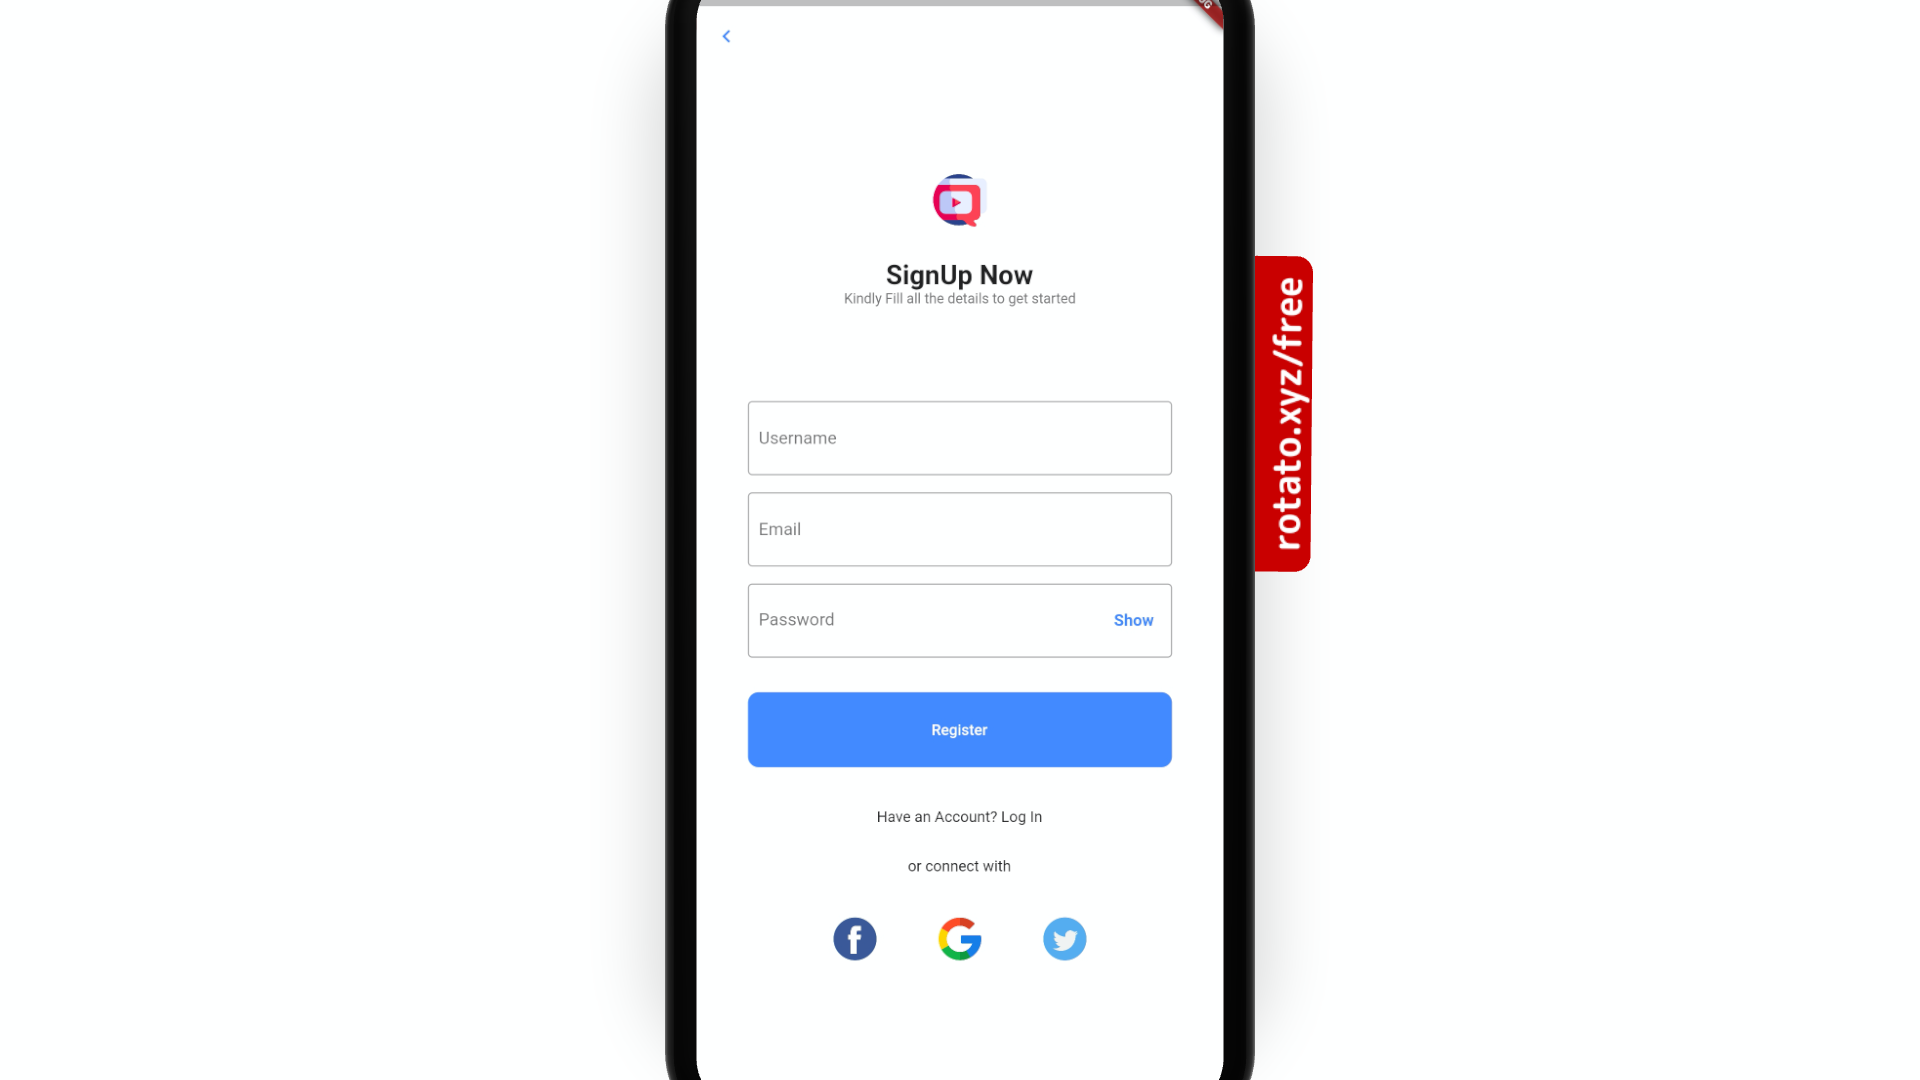 SignUp Now
Kindly Fill all the details to get started
Username
Email
Password
Show
Register
Have an Account? Log In
or connect with
rotato.xyz/free